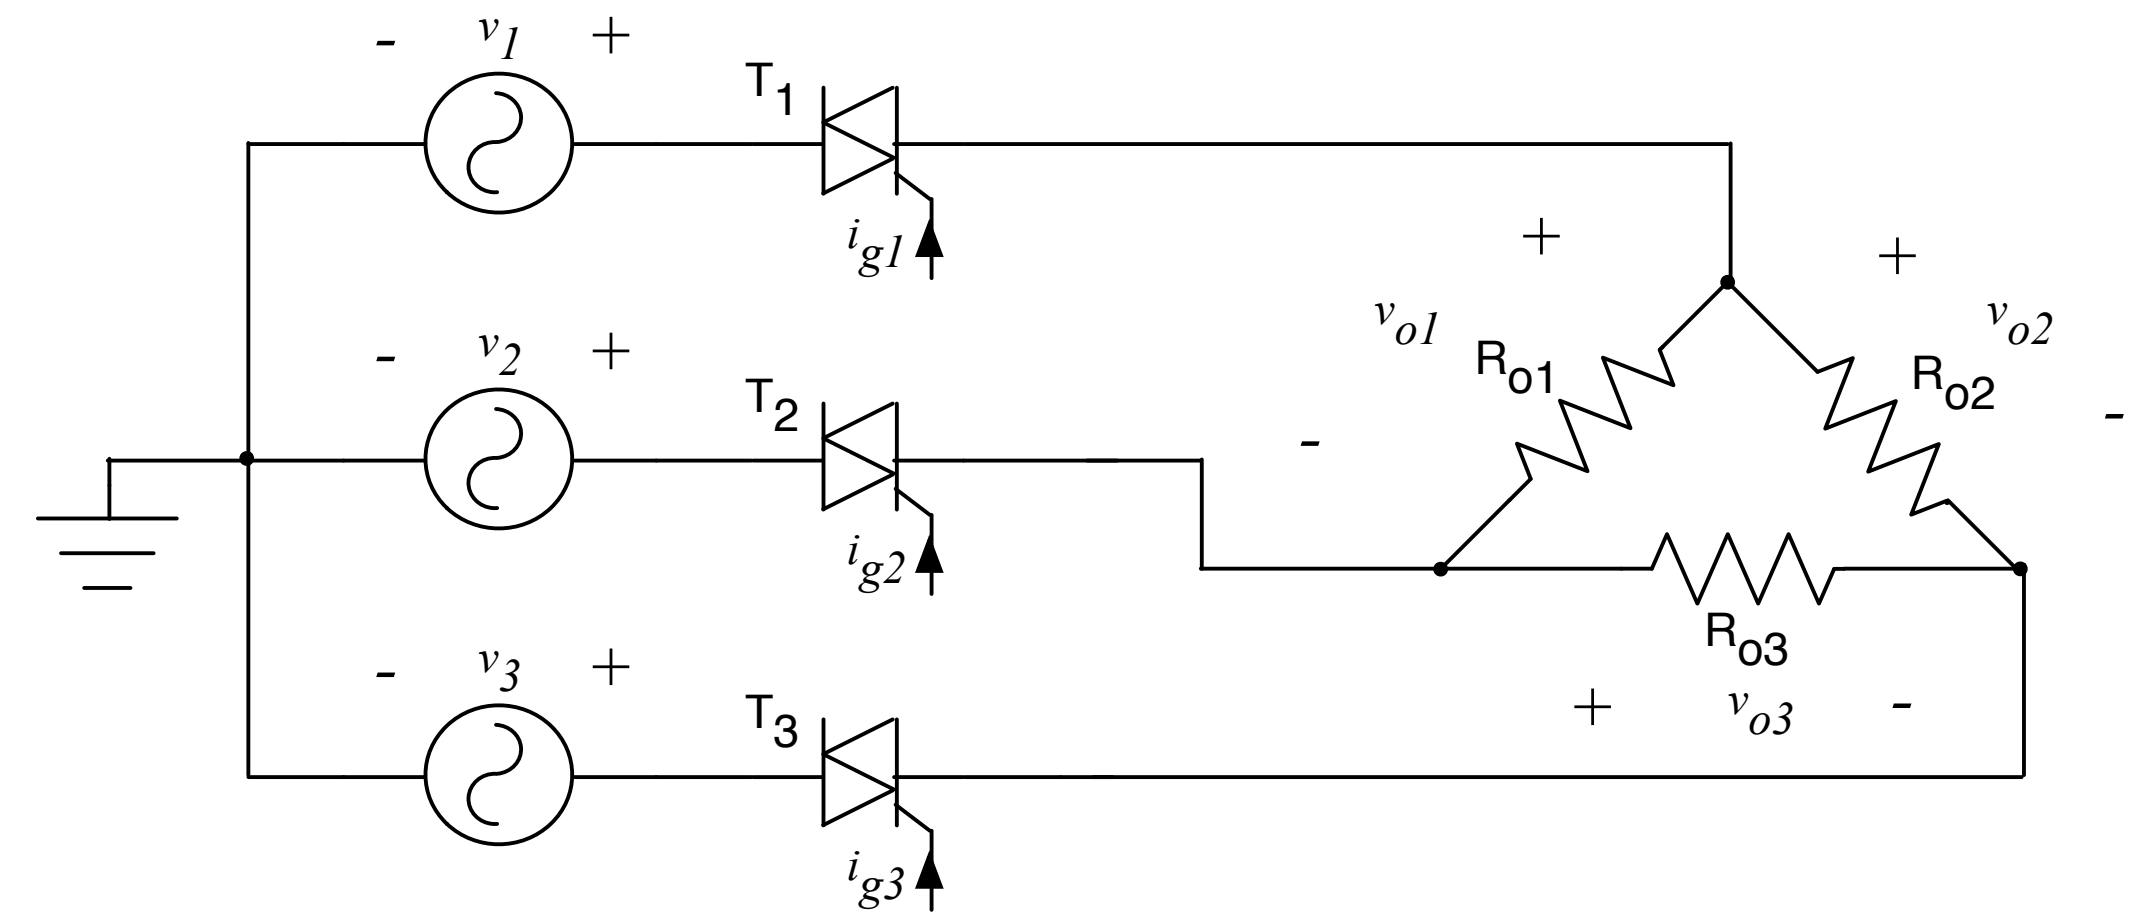 - v1 +
T1
ig1
- v2 +
T2
ig2
- v3 +
T3
ig3
+
vo1
Ro1
-
+
vo2
Ro2
-
Ro3
+ vo3 -